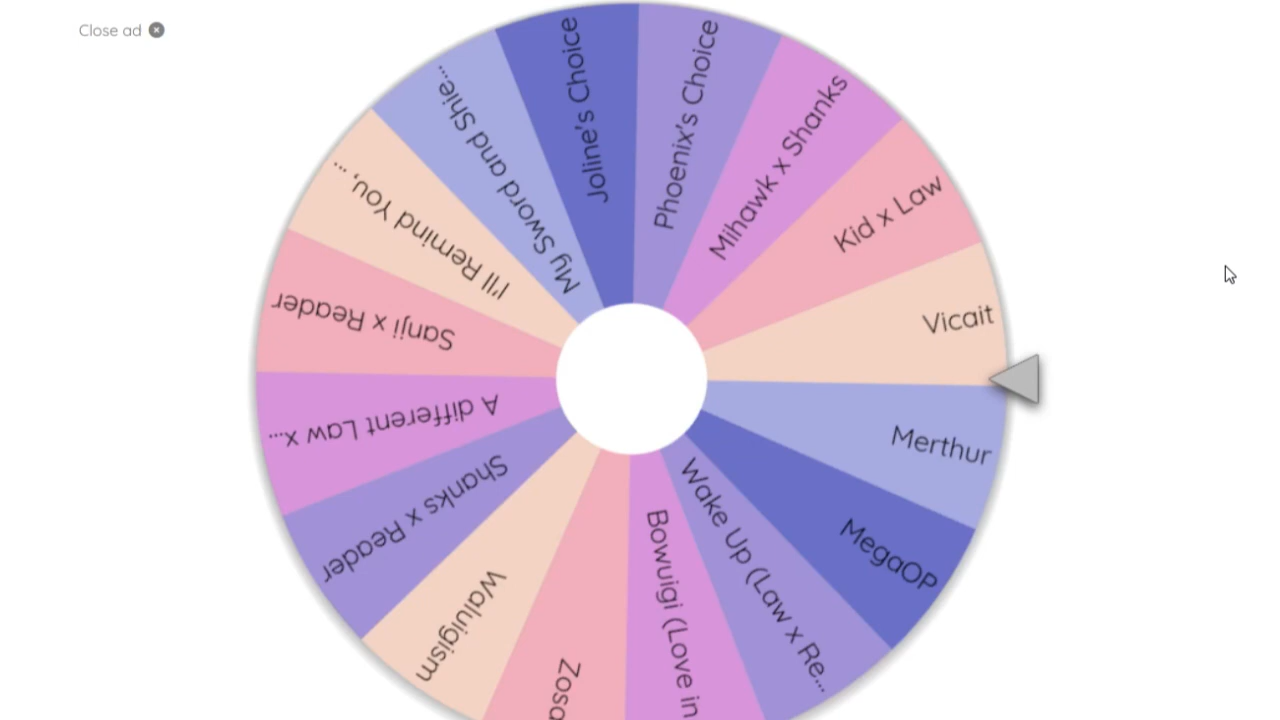 Close ad
Joline's Choice
Phoenix's Choice
Mihawk x Shanks
Kid x Law
Vicait
Merthur
MegaOP
Wake Up (Law x Re...
Bowuigi (Love in
Zosa
Waluigism
Shanks x Reader
A different Law x...
Sanji x Reader
I'll Remind You, ...
My Sword and Shie...